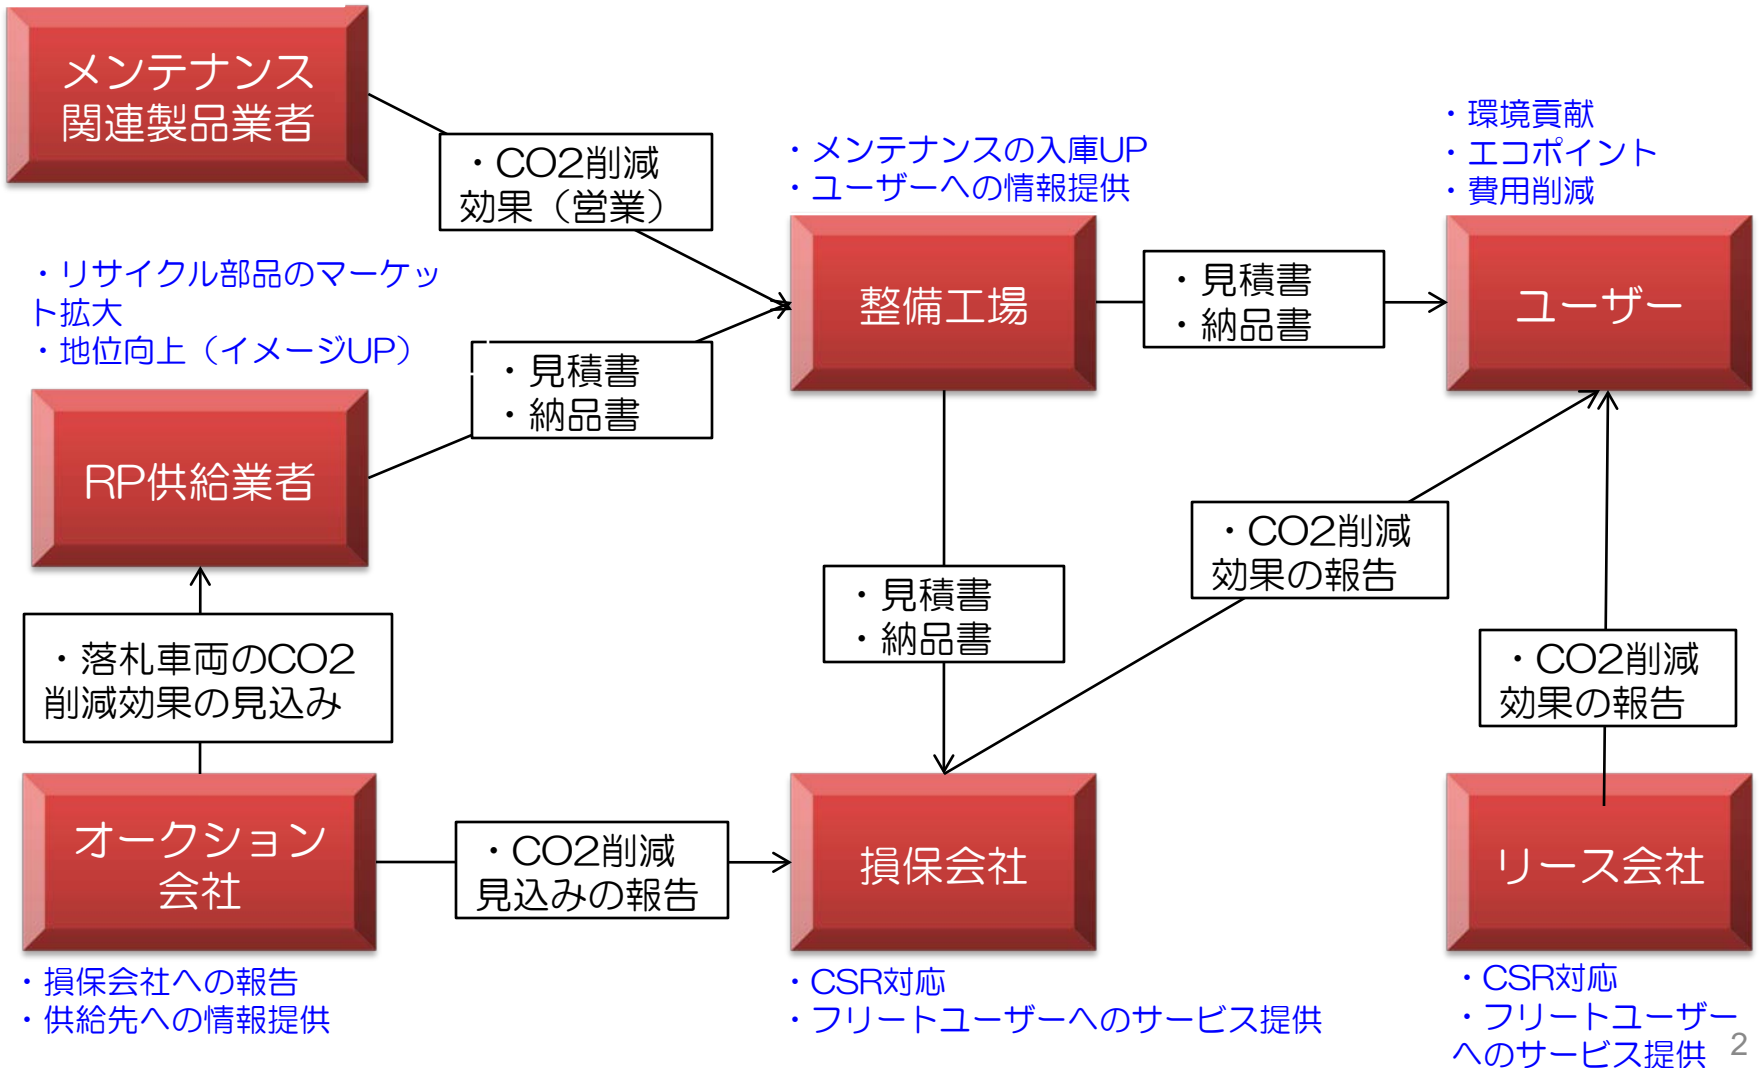 メンテナンス
関連製品業者
・CO2削減
効果（営業）
・メンテナンスの入庫UP
・ユーザーへの情報提供
・環境貢献
・エコポイント
・費用削減
・リサイクル部品のマーケッ
ト拡大
・地位向上（イメージUP）
整備工場
・見積書
・納品書
ユーザー
・見積書
・納品書
RP供給業者
・CO2削減
効果の報告
・見積書
・納品書
・落札車両のCO2
削減効果の見込み
・CO2削減
効果の報告
オークション
会社
・CO2削減
見込みの報告
損保会社
リース会社
・損保会社への報告
・供給先への情報提供
・CSR対応
・フリートユーザーへのサービス提供
・CSR対応
・フリートユーザー
へのサービス提供
2